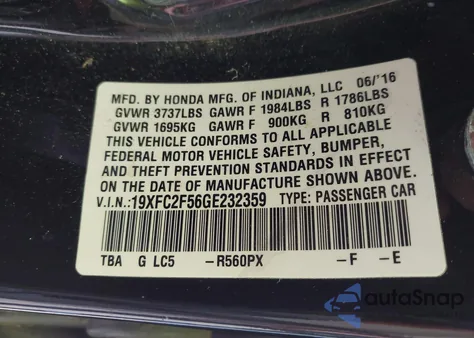 MFD. BY HONDA MFG. OF INDIANA, LLC 06/16
GVWR 3737LBS GAWR F 1984LBS R 1786LBS
GVWR 1695KG GAWR F 900KG R 810KG
THIS VEHICLE CONFORMS TO ALL APPLICABLE
FEDERAL MOTOR VEHICLE SAFETY, BUMPER,
AND THEFT PREVENTION STANDARDS IN EFFECT
ON THE DATE OF MANUFACTURE SHOWN ABOVE.
V.I.N.: 19XFC2F56GE232359 TYPE: PASSENGER CAR
TBA G LC5 -R560PX -F -E
autoSnap